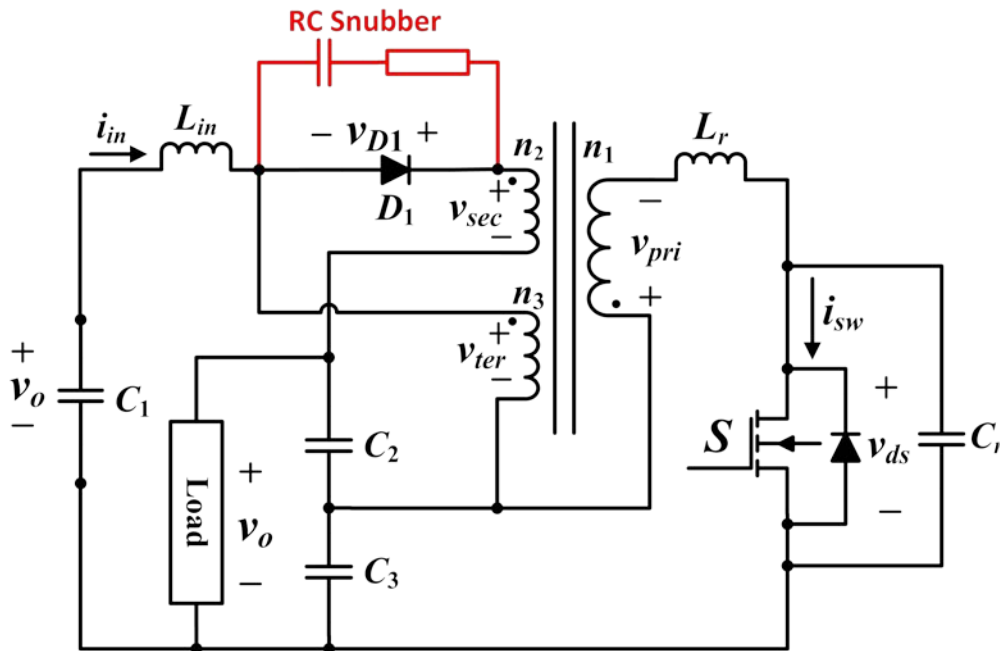 RC Snubber
iin
Lin
− vD1 +
D1
n2
n1
Lr
+
vsec
−
−
vpri
+
n3
+
vter
−
isw
+
vo
−
C1
Load
+
vo
−
C2
C3
S
+
vds
−
Cr